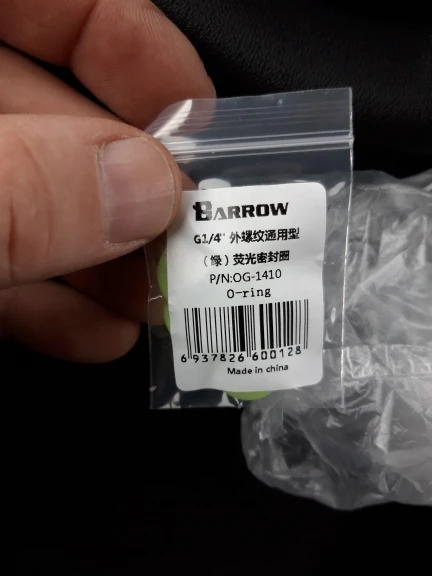 BARROW
G1/4" 外螺纹通用型
（绿）荧光密封圈
P/N:OG-1410
O-ring
6 937826 600128
Made in china